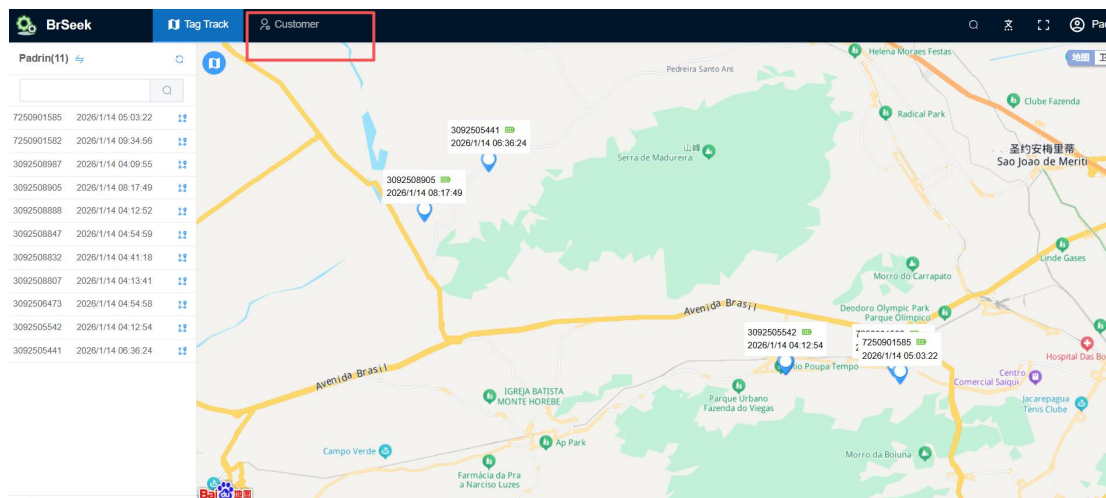 BrSeek
Tag Track
Customer
Padrin(11)
7250901585 2026/1/14 05:03:22
7250901582 2026/1/14 09:34:56
3092508987 2026/1/14 04:09:55
3092508905 2026/1/14 08:17:49
3092508888 2026/1/14 04:12:52
3092508847 2026/1/14 04:54:59
3092508832 2026/1/14 04:41:18
3092508807 2026/1/14 04:13:41
3092506473 2026/1/14 04:54:58
3092505542 2026/1/14 04:12:54
3092505441 2026/1/14 06:36:24
Helena Moraes Festas
地图
Pedreira Santo Ant
Clube Fazenda
Radical Park
3092505441
2026/1/14 06:36:24
山峰
Serra de Madureira
圣约安梅里蒂
Sao Joao de Meriti
3092508905
2026/1/14 08:17:49
Linde Gases
Morro do Carrapato
Avenida Brasil
Deodoro Olympic Park
Parque Olímpico
3092505542
2026/1/14 04:12:54
7250901585
2026/1/14 05:03:22
Rio Poupa Tempo
Hospital Das Bo
Centro
Comercial Saiqui
Avenida Brasil
IGREJA BATISTA
MONTE HOREBE
Parque Urbano
Fazenda do Viegas
Jacarepagua
Tenis Clube
Ap Park
Campo Verde
Morro da Boiuna
Farmácia da Pra
a Narciso Luzes
Bai du 地图